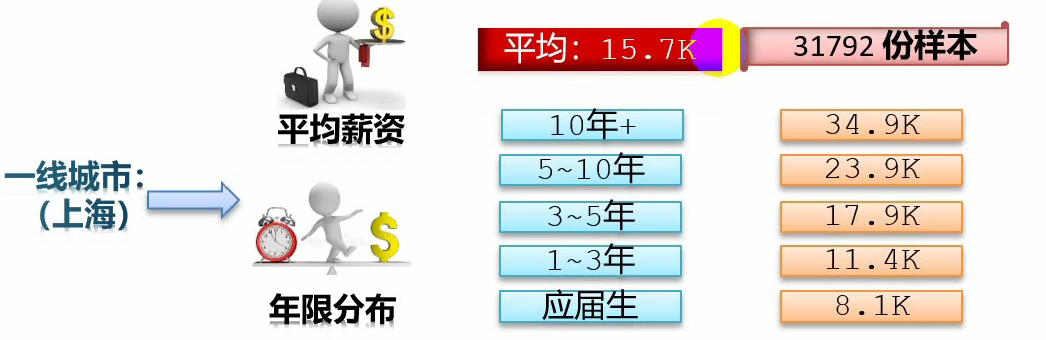 平均：15.7K
31792 份样本
平均薪资
一线城市：
（上海）
10年+
34.9K
5~10年
23.9K
3~5年
17.9K
1~3年
11.4K
应届生
8.1K
年限分布